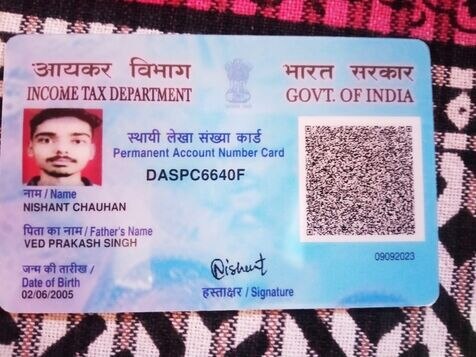 आयकर विभाग
INCOME TAX DEPARTMENT
भारत सरकार
GOVT. OF INDIA
स्थायी लेखा संख्या कार्ड
Permanent Account Number Card
DASPC6640F
नाम / Name
NISHANT CHAUHAN
पिता का नाम / Father's Name
VED PRAKASH SINGH
जन्म की तारीख /
Date of Birth
02/06/2005
Nishant
हस्ताक्षर / Signature
09092023